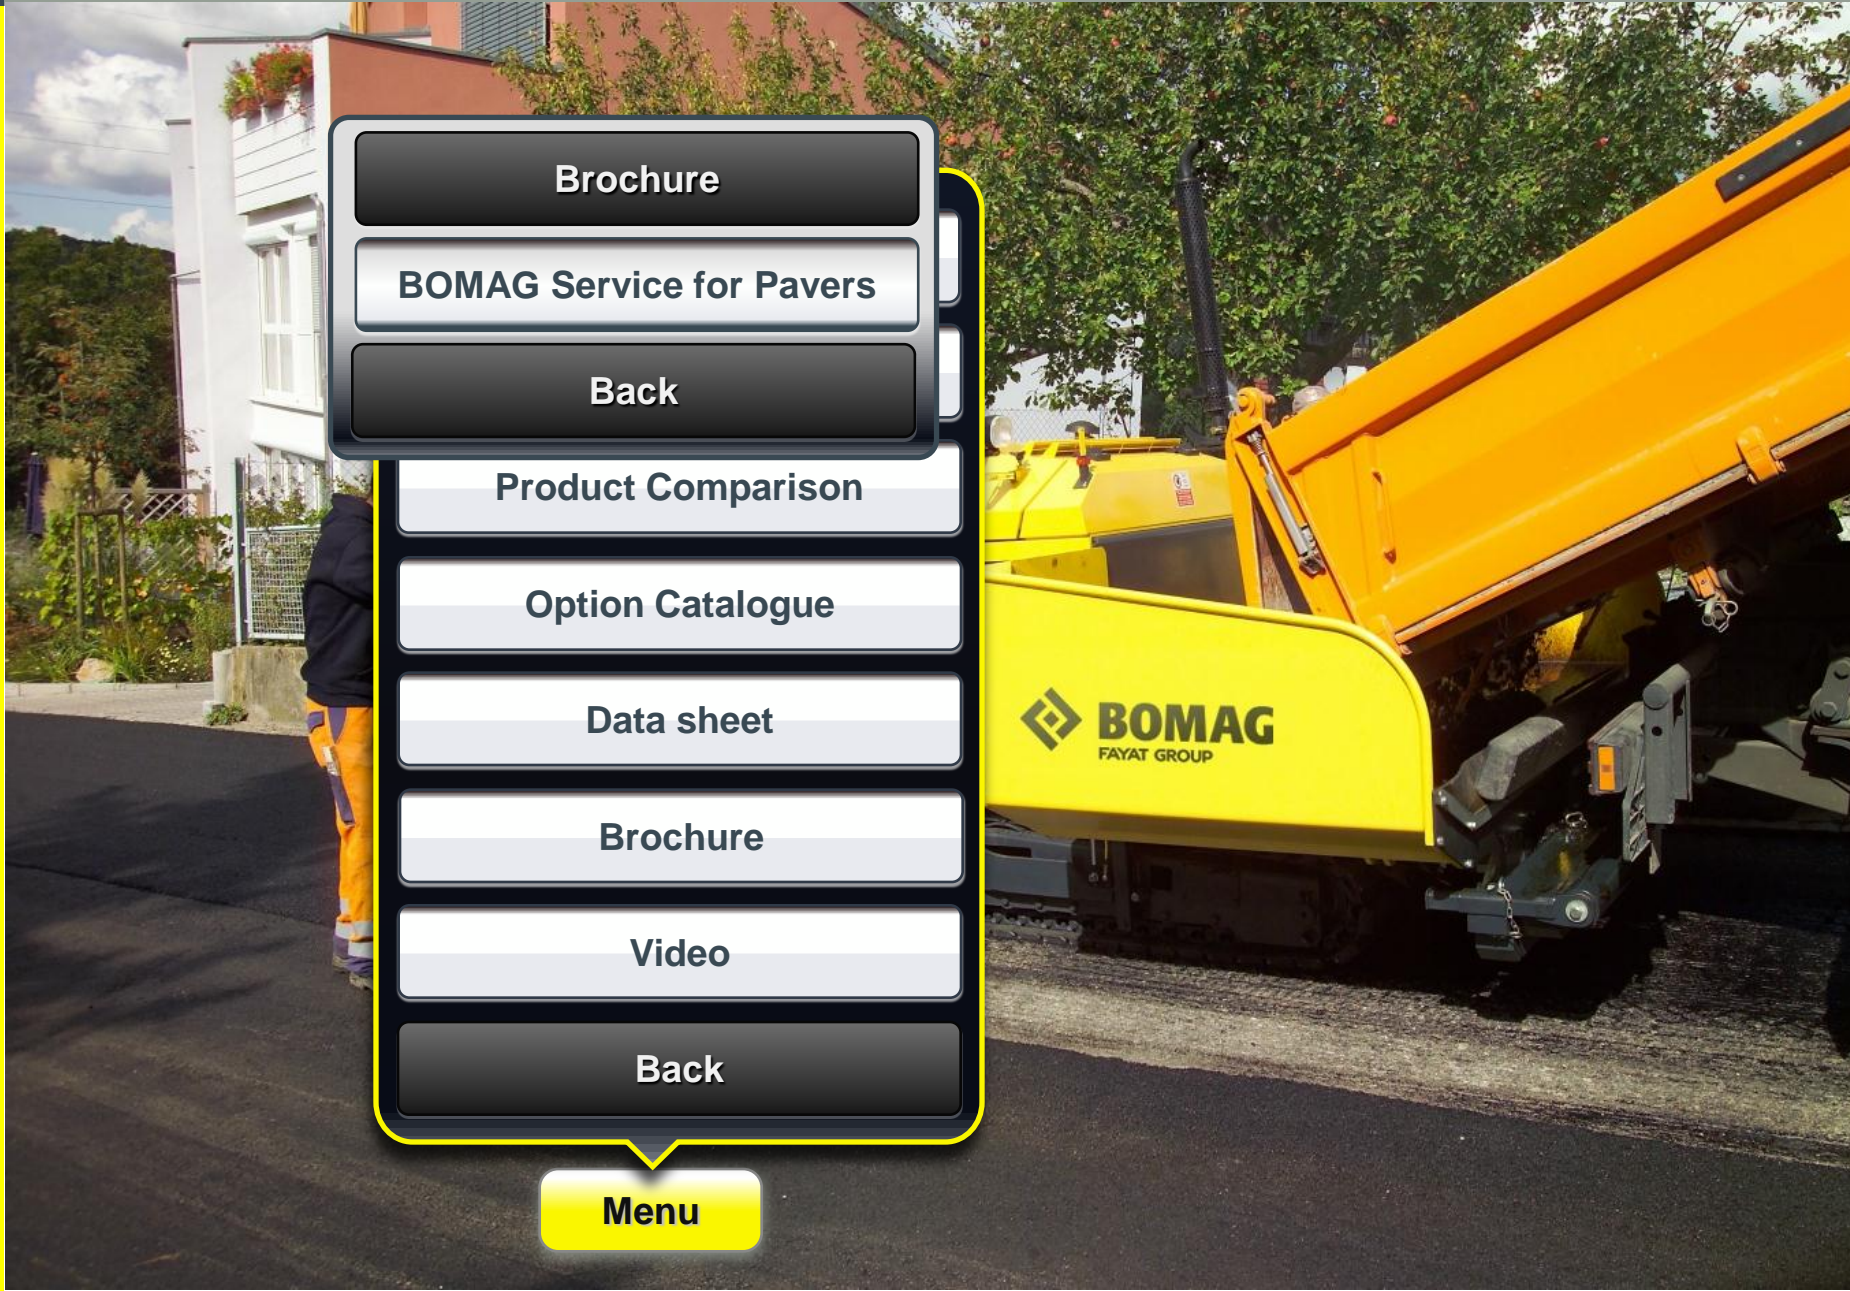 Brochure
BOMAG Service for Pavers
Back
Product Comparison
Option Catalogue
Data sheet
Brochure
Video
Back
Menu
BOMAG
FAYAT GROUP